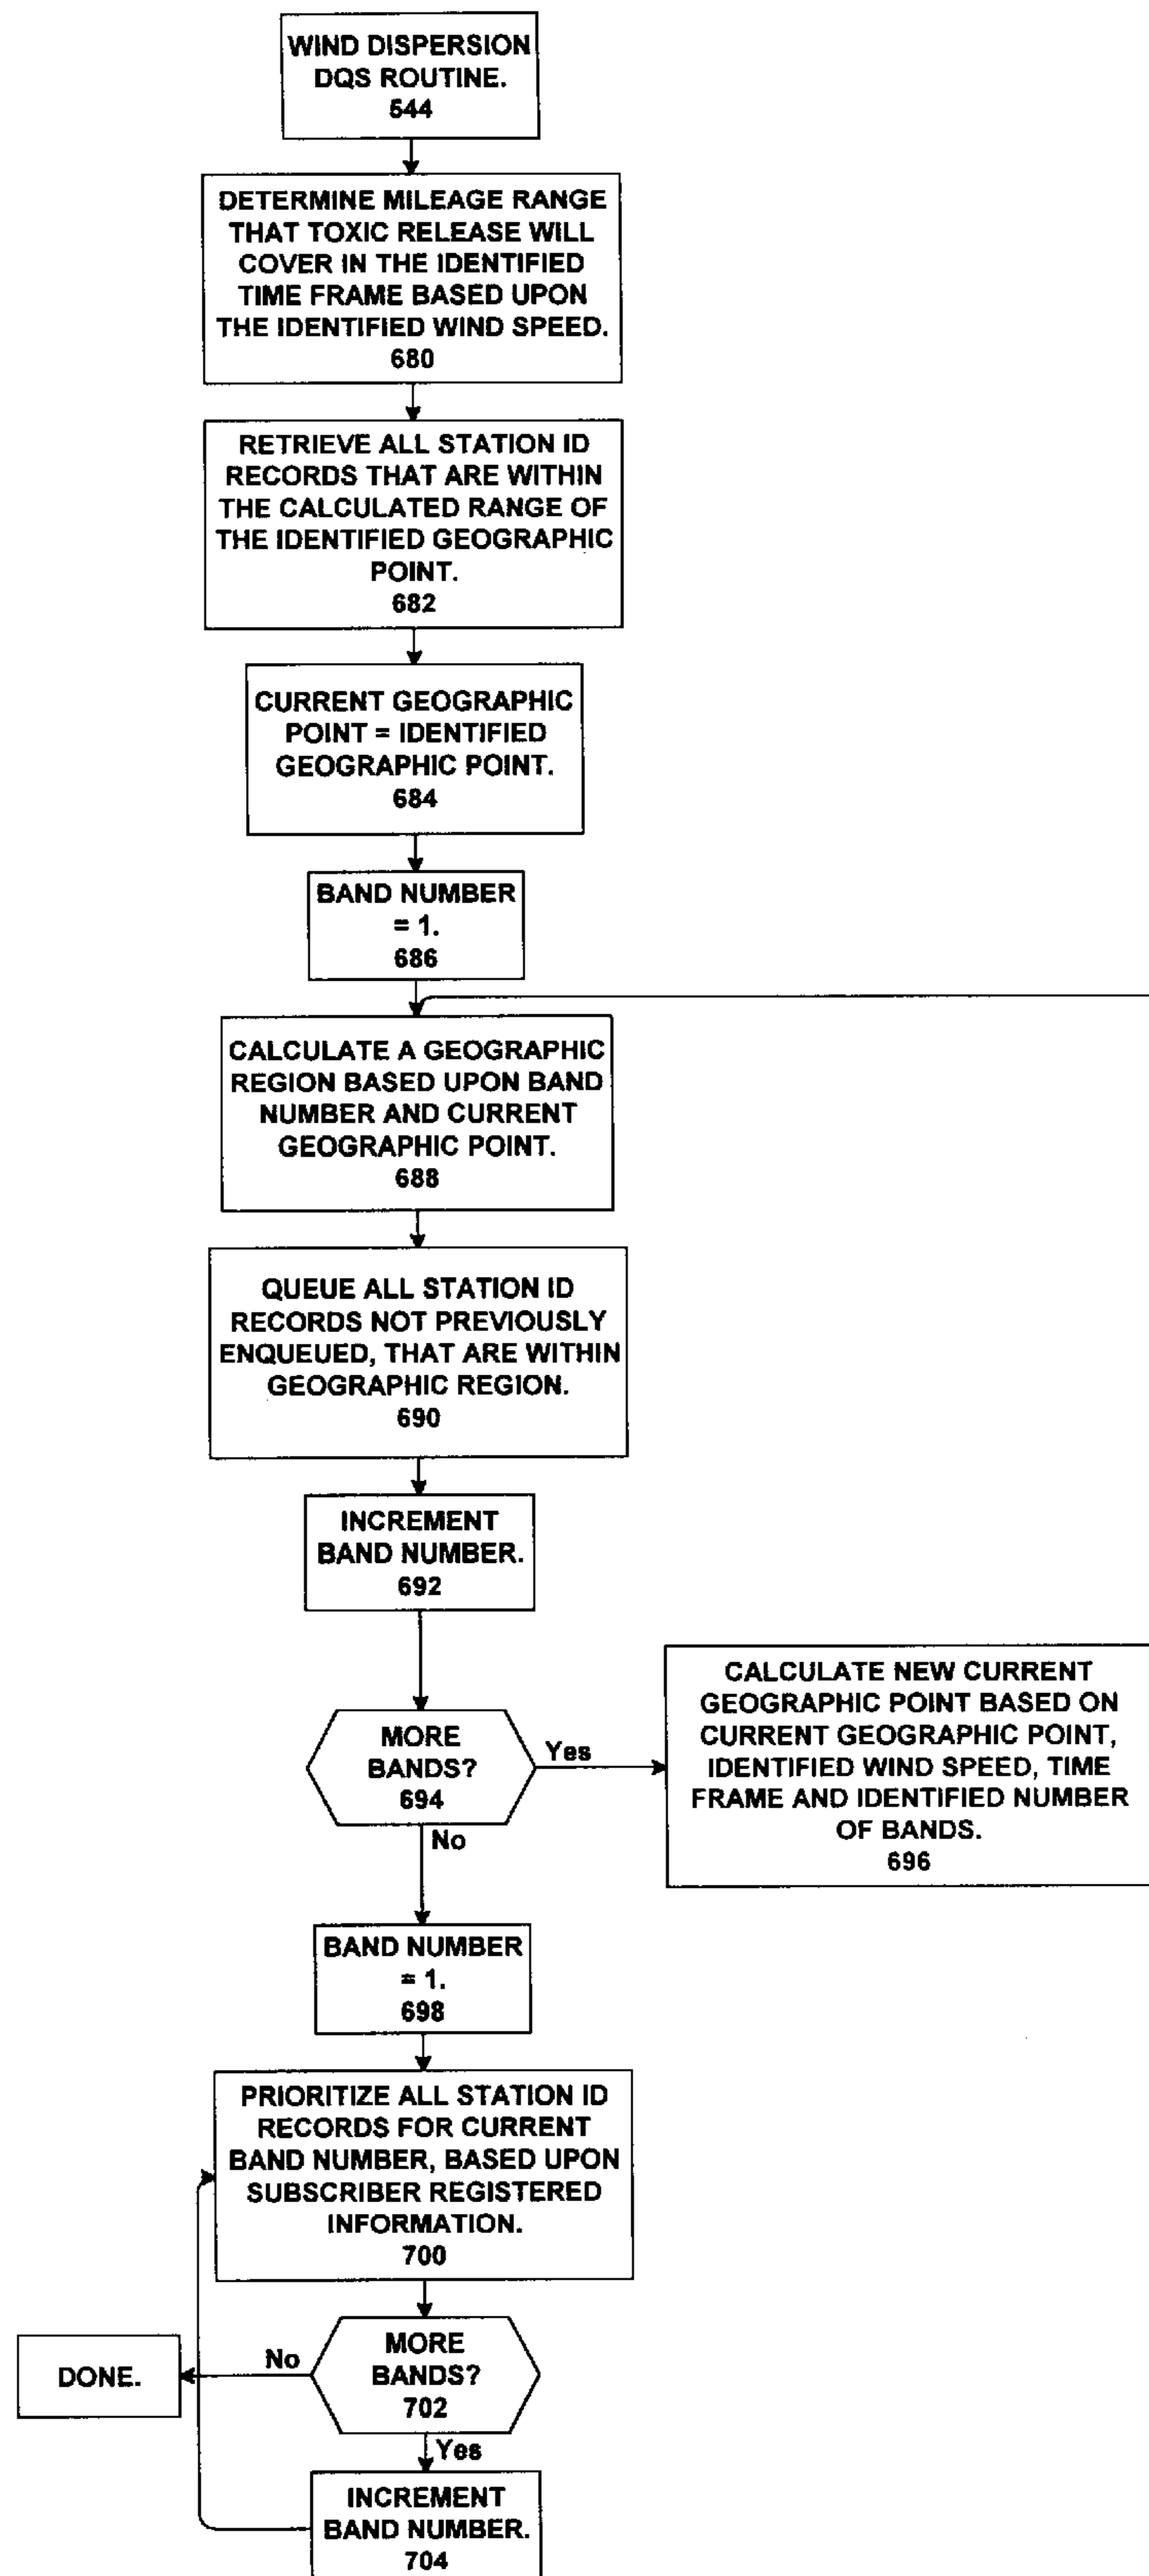 WIND DISPERSION
DQS ROUTINE.
544
DETERMINE MILEAGE RANGE
THAT TOXIC RELEASE WILL
COVER IN THE IDENTIFIED
TIME FRAME BASED UPON
THE IDENTIFIED WIND SPEED.
680
RETRIEVE ALL STATION ID
RECORDS THAT ARE WITHIN
THE CALCULATED RANGE OF
THE IDENTIFIED GEOGRAPHIC
POINT.
682
CURRENT GEOGRAPHIC
POINT = IDENTIFIED
GEOGRAPHIC POINT.
684
BAND NUMBER
= 1.
686
CALCULATE A GEOGRAPHIC
REGION BASED UPON BAND
NUMBER AND CURRENT
GEOGRAPHIC POINT.
688
QUEUE ALL STATION ID
RECORDS NOT PREVIOUSLY
ENQUEUED, THAT ARE WITHIN
GEOGRAPHIC REGION.
690
INCREMENT
BAND NUMBER.
692
MORE
BANDS?
694
Yes
No
CALCULATE NEW CURRENT
GEOGRAPHIC POINT BASED ON
CURRENT GEOGRAPHIC POINT,
IDENTIFIED WIND SPEED, TIME
FRAME AND IDENTIFIED NUMBER
OF BANDS.
696
BAND NUMBER
= 1.
698
PRIORITIZE ALL STATION ID
RECORDS FOR CURRENT
BAND NUMBER, BASED UPON
SUBSCRIBER REGISTERED
INFORMATION.
700
MORE
BANDS?
702
No
DONE.
Yes
INCREMENT
BAND NUMBER.
704